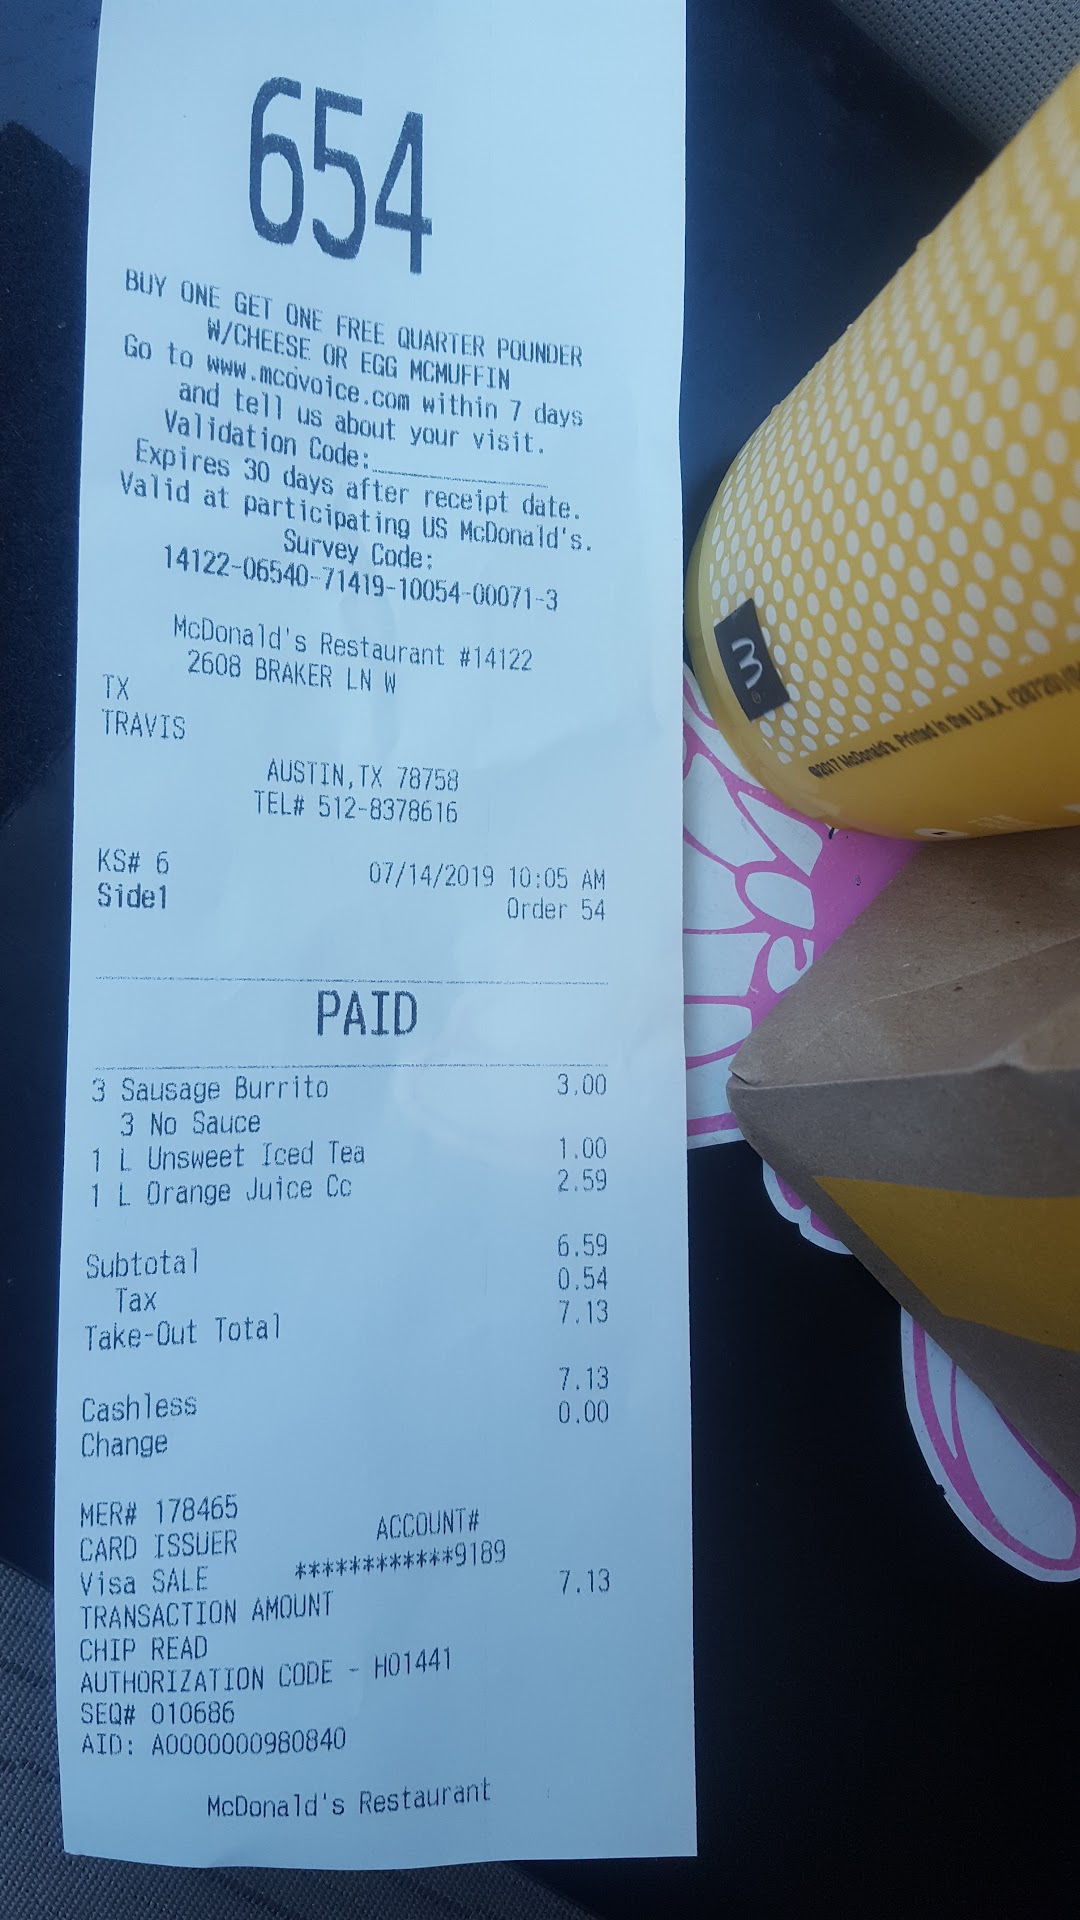 654
BUY ONE GET ONE FREE QUARTER POUNDER
W/CHEESE OR EGG MCMUFFIN
Go to www.mcdvoice.com within 7 days
and tell us about your visit.
Validation Code:______________
Expires 30 days after receipt date.
Valid at participating US McDonald's.
Survey Code:
14122-06540-71419-10054-00071-3
McDonald's Restaurant #14122
2608 BRAKER LN W
TX
TRAVIS
AUSTIN,TX 78758
TEL# 512-8378616
KS# 6 07/14/2019 10:05 AM
Side1 Order 54
PAID
3 Sausage Burrito 3.00
3 No Sauce
1 L Unsweet Iced Tea 1.00
1 L Orange Juice Cc 2.59
Subtotal 6.59
Tax 0.54
Take-Out Total 7.13
Cashless 7.13
Change 0.00
MER# 178465
CARD ISSUER ACCOUNT#
Visa SALE ************9189
TRANSACTION AMOUNT 7.13
CHIP READ
AUTHORIZATION CODE - H01441
SEQ# 010686
AID: A0000000980840
McDonald's Restaurant
©2017 McDonald's. Printed in the U.S.A.